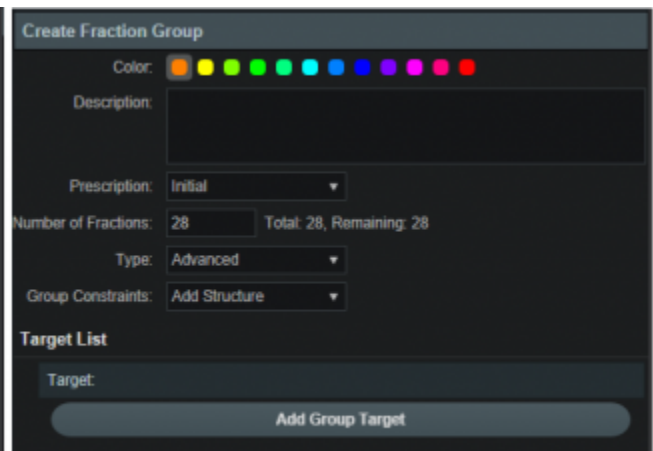 Create Fraction Group
Color:
Description:
Prescription: Initial
Number of Fractions: 28 Total: 28, Remaining: 28
Type: Advanced
Group Constraints: Add Structure
Target List
Target:
Add Group Target